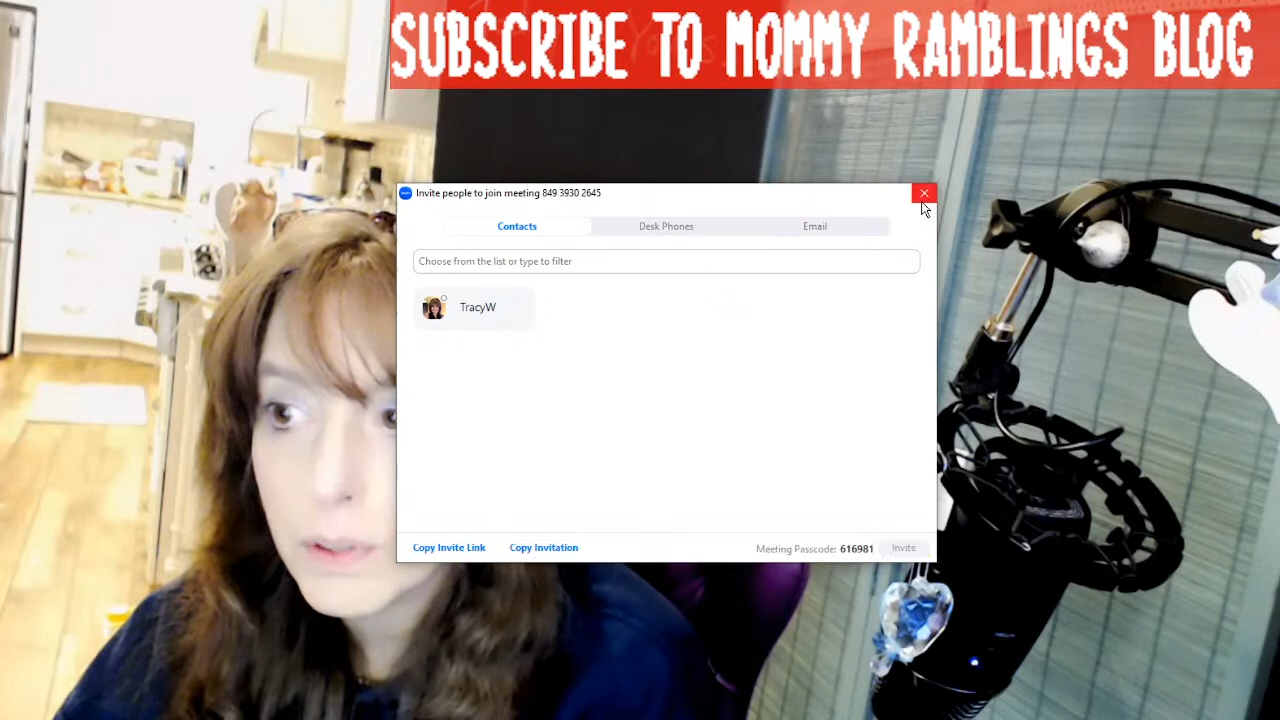 SUBSCRIBE TO MOMMY RAMBLINGS BLOG
Invite people to join meeting 849 3930 2645
Contacts
Desk Phones
Email
Choose from the list or type to filter
TracyW
Copy Invite Link
Copy Invitation
Meeting Passcode: 616981
Invite